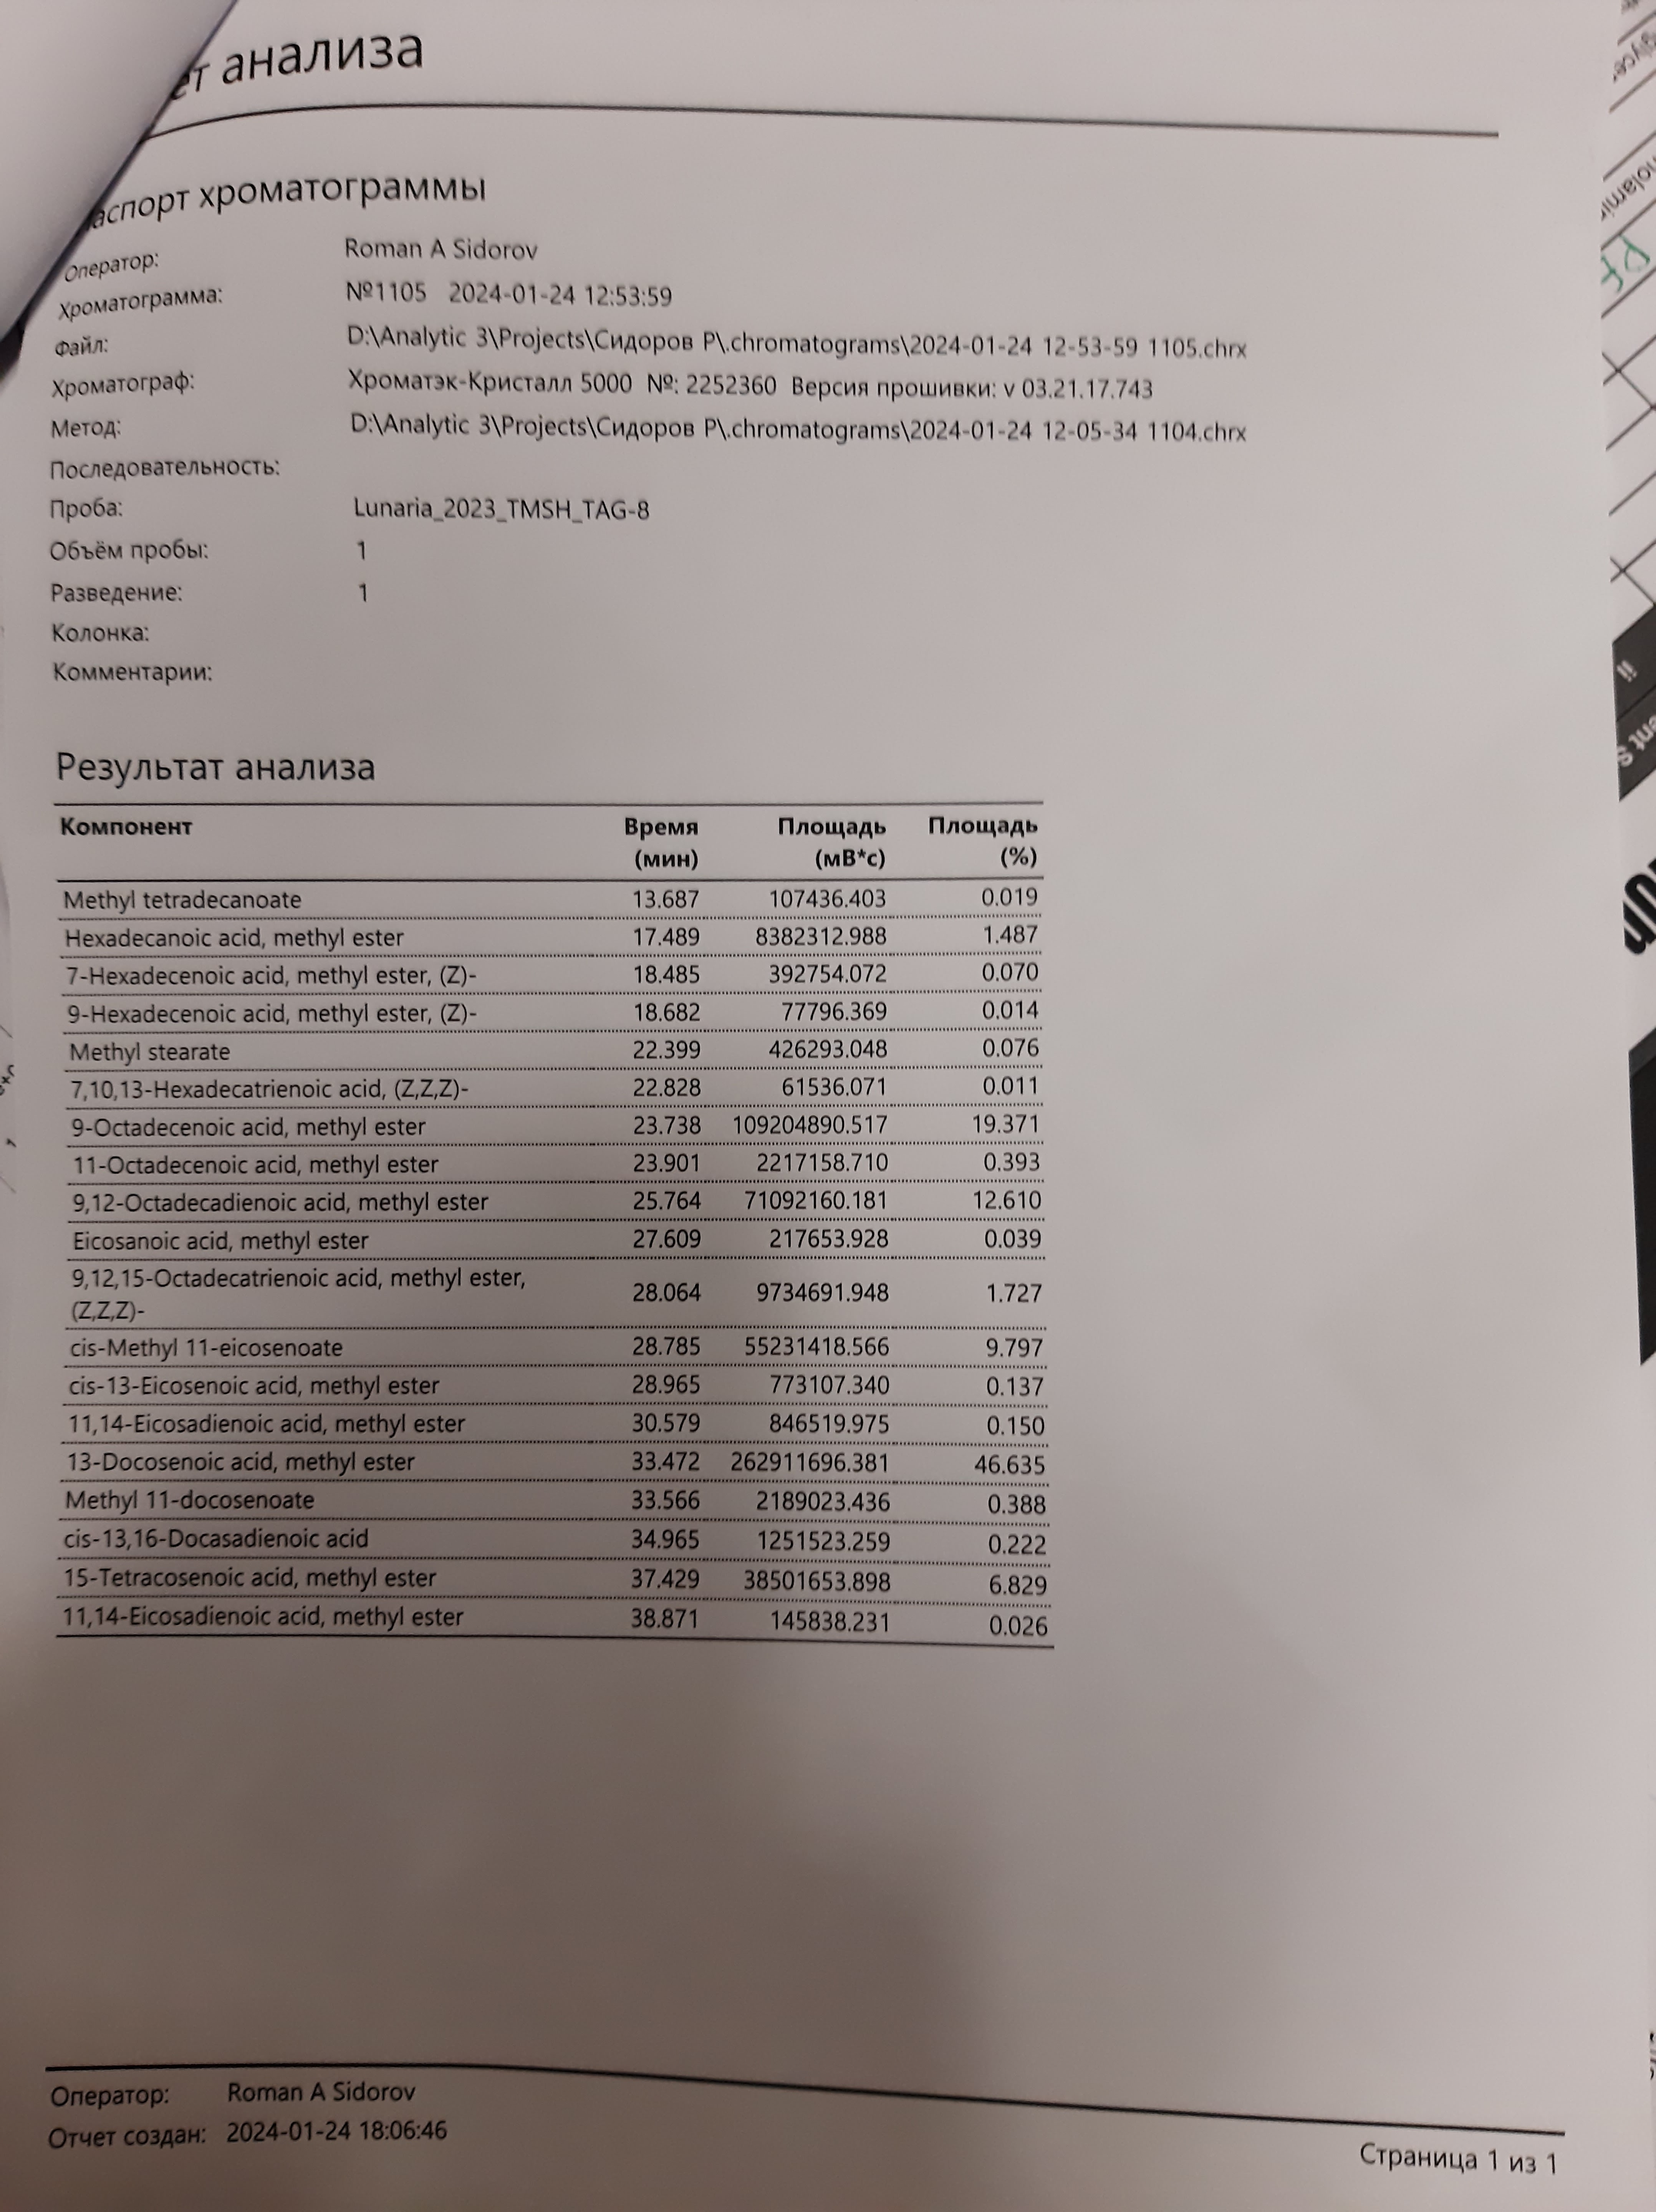 анализа
хроматограммы
Оператор: Roman A Sidorov
Хроматограмма: №1105 2024-01-24 12:53:59
Файл: D:\Analytic 3\Projects\Сидоров Р\.chromatograms\2024-01-24 12-53-59 1105.chrx
Хроматограф: Хроматэк-Кристалл 5000 №: 2252360 Версия прошивки: v 03.21.17.743
Метод: D:\Analytic 3\Projects\Сидоров Р\.chromatograms\2024-01-24 12-05-34 1104.chrx
Последовательность:
Проба: Lunaria_2023_TMSH_TAG-8
Объём пробы: 1
Разведение: 1
Колонка:
Комментарии:
Результат анализа
Компонент Время Площадь Площадь
(мин) (мВ*с) (%)
Methyl tetradecanoate 13.687 107436.403 0.019
Hexadecanoic acid, methyl ester 17.489 8382312.988 1.487
7-Hexadecenoic acid, methyl ester, (Z)- 18.485 392754.072 0.070
9-Hexadecenoic acid, methyl ester, (Z)- 18.682 77796.369 0.014
Methyl stearate 22.399 426293.048 0.076
7,10,13-Hexadecatrienoic acid, (Z,Z,Z)- 22.828 61536.071 0.011
9-Octadecenoic acid, methyl ester 23.738 109204890.517 19.371
11-Octadecenoic acid, methyl ester 23.901 2217158.710 0.393
9,12-Octadecadienoic acid, methyl ester 25.764 71092160.181 12.610
Eicosanoic acid, methyl ester 27.609 217653.928 0.039
9,12,15-Octadecatrienoic acid, methyl ester,
(Z,Z,Z)- 28.064 9734691.948 1.727
cis-Methyl 11-eicosenoate 28.785 55231418.566 9.797
cis-13-Eicosenoic acid, methyl ester 28.965 773107.340 0.137
11,14-Eicosadienoic acid, methyl ester 30.579 846519.975 0.150
13-Docosenoic acid, methyl ester 33.472 262911696.381 46.635
Methyl 11-docosenoate 33.566 2189023.436 0.388
cis-13,16-Docasadienoic acid 34.965 1251523.259 0.222
15-Tetracosenoic acid, methyl ester 37.429 38501653.898 6.829
11,14-Eicosadienoic acid, methyl ester 38.871 145838.231 0.026
Оператор: Roman A Sidorov
Отчет создан: 2024-01-24 18:06:46
Страница 1 из 1